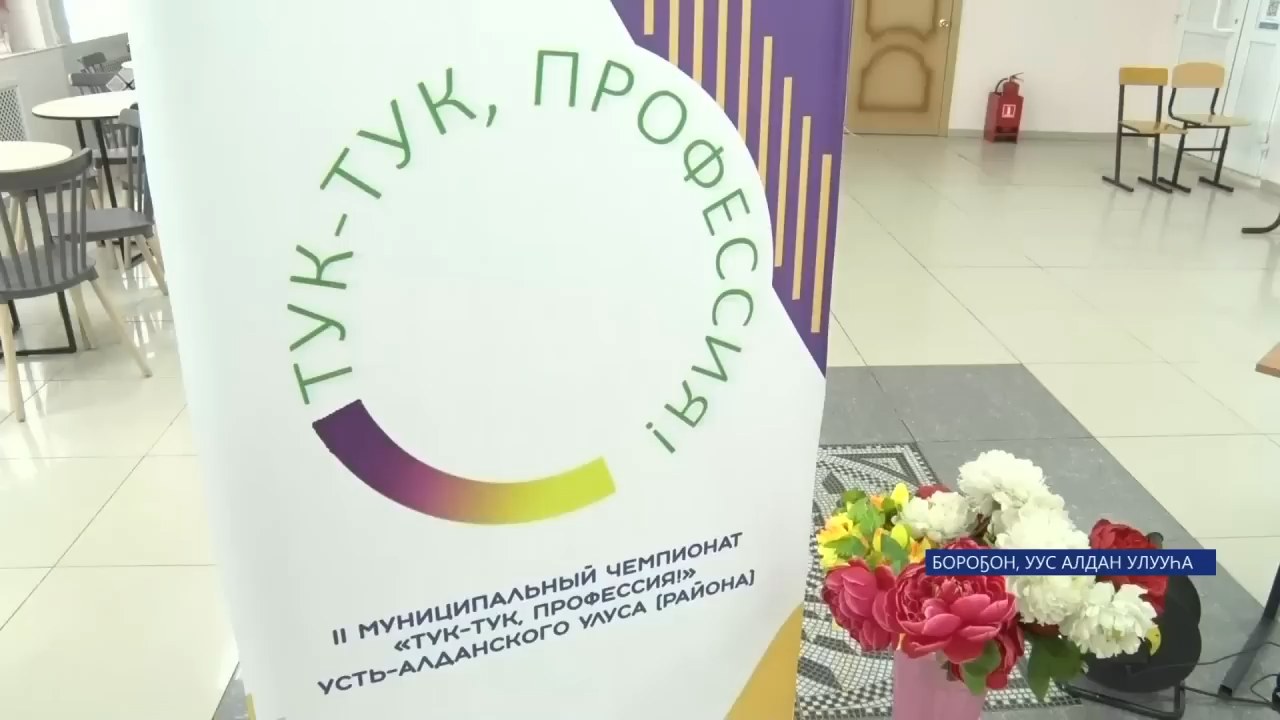 ТУК-ТУК, ПРОФЕССИЯ!
II МУНИЦИПАЛЬНЫЙ ЧЕМПИОНАТ
«ТУК-ТУК, ПРОФЕССИЯ!»
УСТЬ-АЛДАНСКОГО УЛУСА (РАЙОНА)
БОРОҔОН, УУС АЛДАН УЛУУҺА